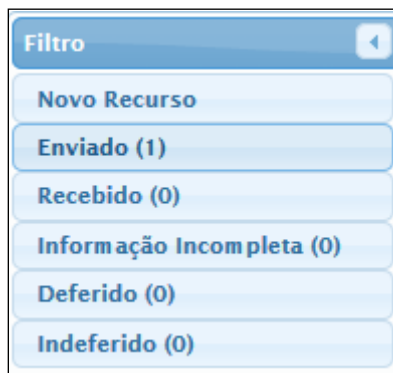 Filtro
Novo Recurso
Enviado (1)
Recebido (0)
Informação Incompleta (0)
Deferido (0)
Indeferido (0)